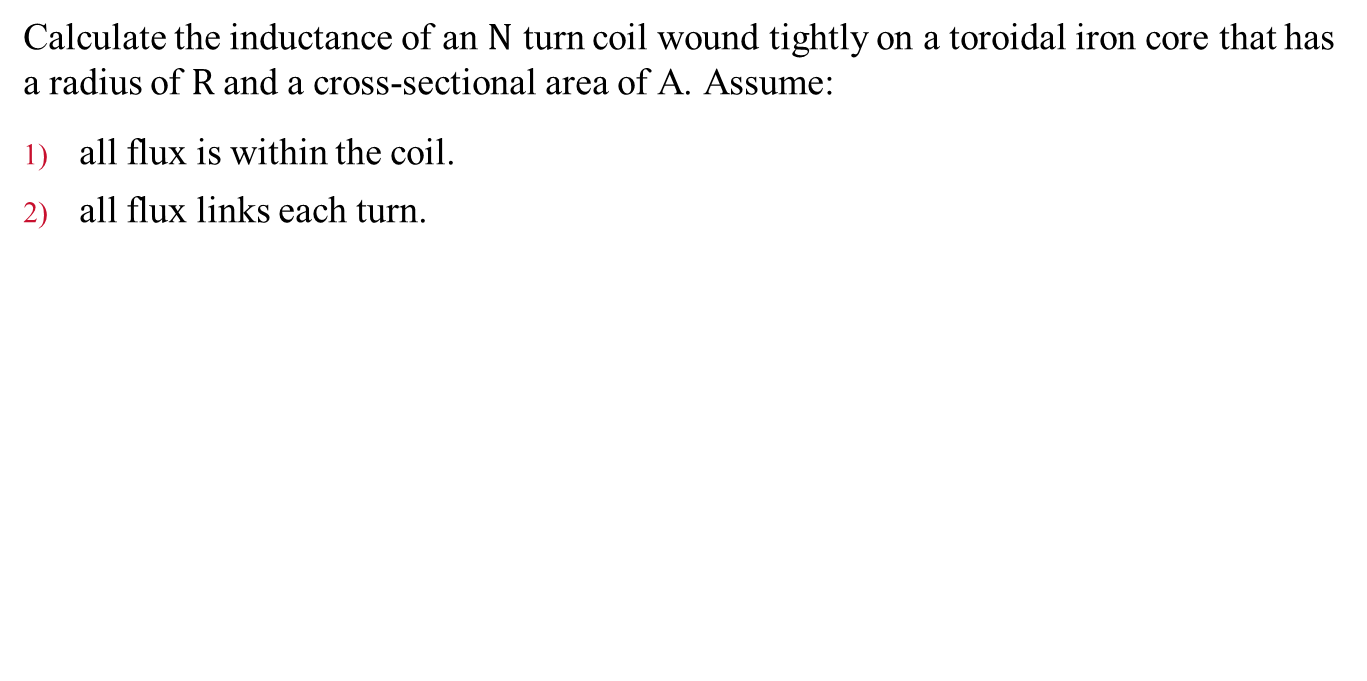 Calculate the inductance of an N turn coil wound tightly on a toroidal iron core that has
a radius of R and a cross-sectional area of A. Assume:
1) all flux is within the coil.
2) all flux links each turn.